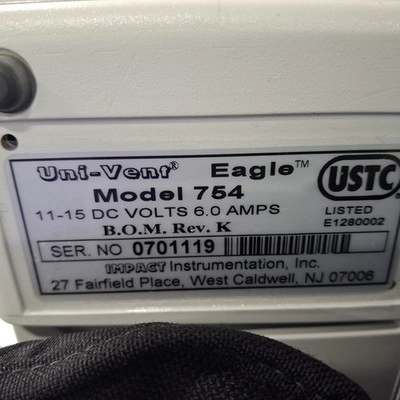 Uni-Vent® Eagle™
Model 754
11-15 DC VOLTS 6.0 AMPS
B.O.M. Rev. K
SER. NO 0701119
IMPACT Instrumentation, Inc.
27 Fairfield Place, West Caldwell, NJ 07006
USTC
LISTED
E1280002